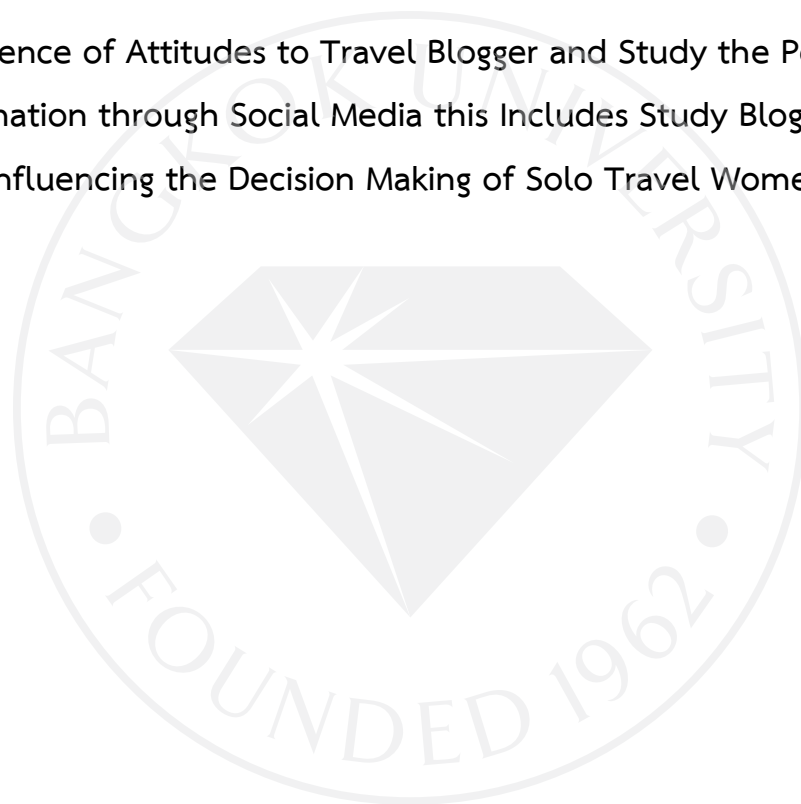 ence of Attitudes to Travel Blogger and Study the P
nation through Social Media this Includes Study Blog
nfluencing the Decision Making of Solo Travel Wome
BANGKOK UNIVERSITY
FOUNDED 1962